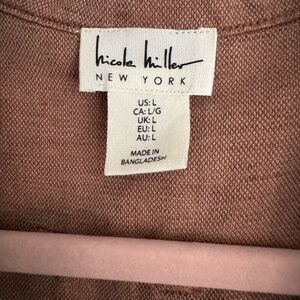 nicole miller
NEW YORK
US: L
CA: L/G
UK: L
EU: L
AU: L
MADE IN
BANGLADESH